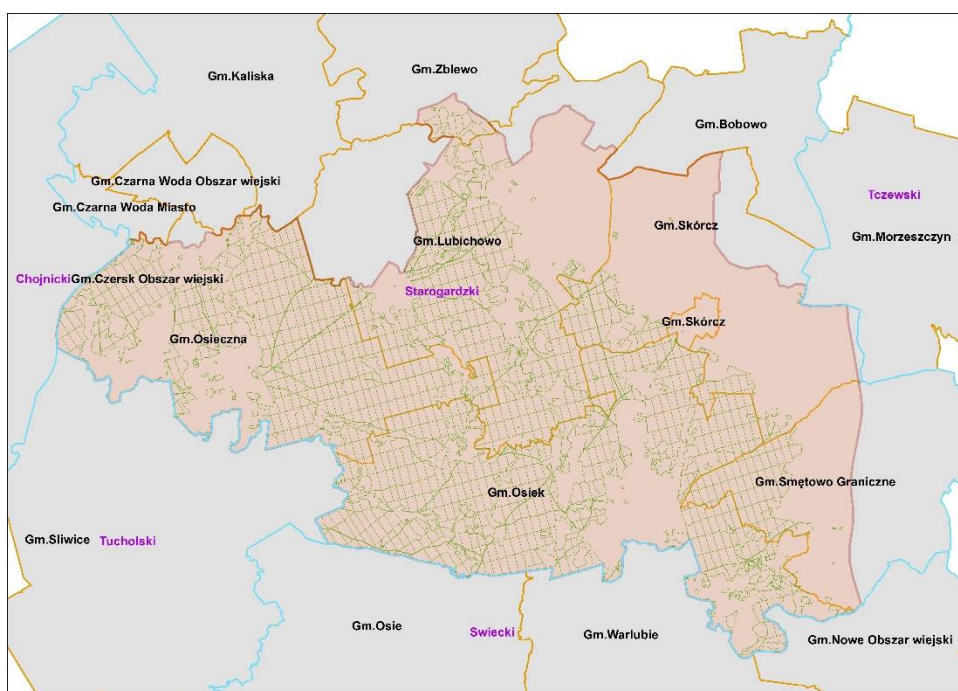 Gm.Kaliska
Gm.Zblewo
Gm.Bobowo
Gm.Czarna Woda Obszar wiejski
Tczewski
Gm.Czarna Woda Miasto
Gm.Skórcz
Gm.Morzeszczyn
Gm.Lubichowo
Chojnicki
Gm.Czersk Obszar wiejski
Starogardzki
Gm.Skórcz
Gm.Osieczna
Gm.Smętowo Graniczne
Gm.Osiek
Gm.Sliwice
Tucholski
Gm.Osie
Swiecki
Gm.Warlubie
Gm.Nowe Obszar wiejski